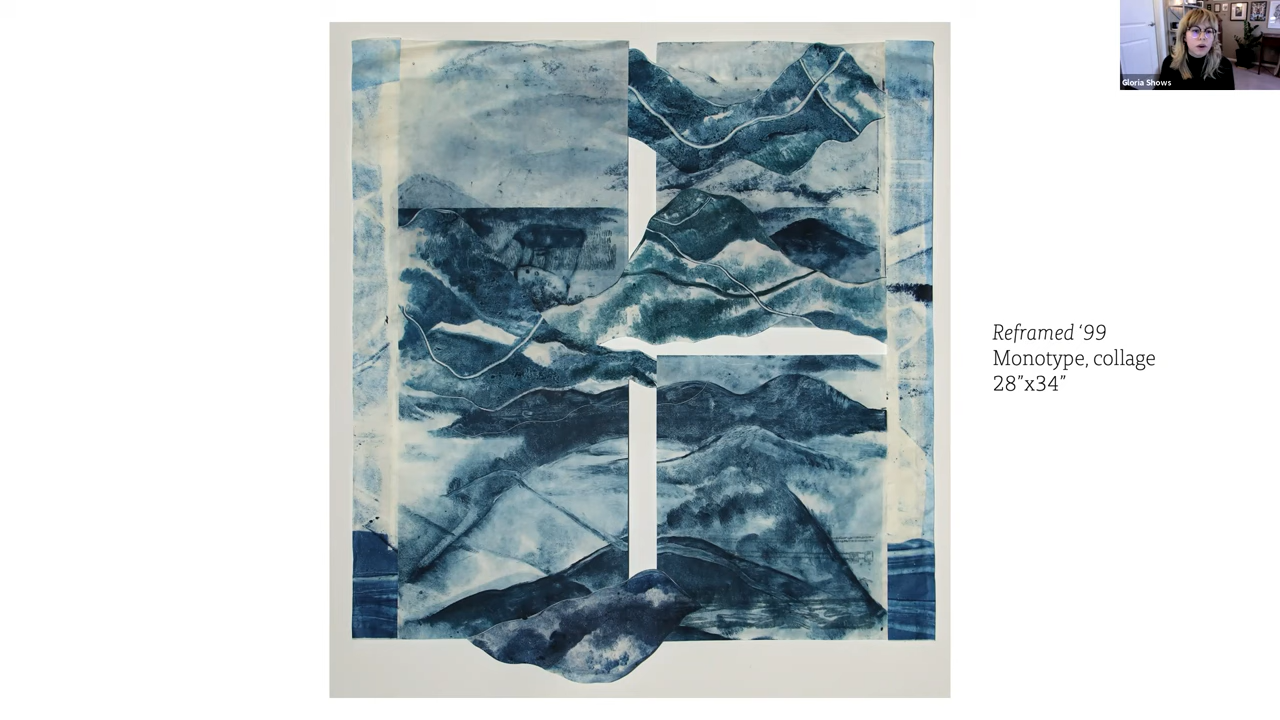 Gloria Shows
Reframed ‘99
Monotype, collage
28”x34”